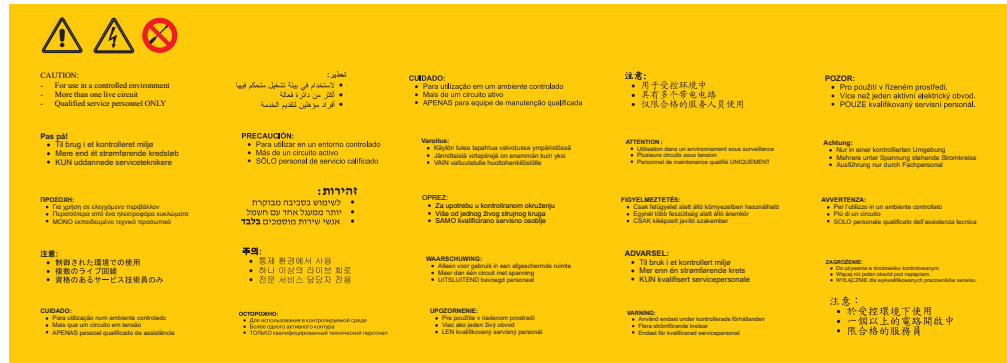 CAUTION:
- For use in a controlled environment
- More than one live circuit
- Qualified service personnel ONLY
تحذير:
• لاستخدام في بيئة تشغيل متحكم فيها
• أكثر من دائرة فعالة
• أفراد مؤهلين لتقديم الخدمة
CUIDADO:
• Para utilização em um ambiente controlado
• Mais de um circuito ativo
• APENAS para equipe de manutenção qualificada
注意:
• 用于受控环境中
• 具有多个带电电路
• 仅限合格的服务人员使用
POZOR:
• Pro použití v řízeném prostředí.
• Více než jeden aktivní elektrický obvod.
• POUZE kvalifikovaný servisní personál.
Pas på!
• Til brug i et kontrolleret miljø
• Mere end ét strømførende kredsløb
• KUN uddannede serviceteknikere
PRECAUCIÓN:
• Para utilizar en un entorno controlado
• Más de un circuito activo
• SÓLO personal de servicio calificado
Varoitus:
• Käytön tulee tapahtua valvotussa ympäristössä
• Jännitteisiä virtapiirejä on enemmän kuin yksi
• VAIN valtuutetulle huoltohenkilöstölle
ATTENTION :
• Utilisation dans un environnement sous surveillance
• Plusieurs circuits sous tension
• Personnel de maintenance qualifié UNIQUEMENT
Achtung:
• Nur in einer kontrollierten Umgebung
• Mehrere unter Spannung stehende Stromkreise
• Ausführung nur durch Fachpersonal
ΠΡΟΣΟΧΗ:
• Για χρήση σε ελεγχόμενο περιβάλλον
• Περισσότερα από ένα ηλεκτροφόρα κυκλώματα
• ΜΟΝΟ εκπαιδευμένο τεχνικό προσωπικό
זהירות:
• לשימוש בסביבה מבוקרת
• יותר ממעגל אחד עם חשמל
• אנשי שירות מוסמכים בלבד
OPREZ:
• Za upotrebu u kontroliranom okruženju
• Više od jednog živog strujnog kruga
• SAMO kvalificirano servisno osoblje
FIGYELMEZTETÉS:
• Csak felügyelet alatt álló környezetben használható
• Egynél több feszültség alatt álló áramkör
• CSAK kiképzett javító szakember
AVVERTENZA:
• Per l'utilizzo in un ambiente controllato
• Più di un circuito
• SOLO personale qualificato dell'assistenza tecnica
注意:
• 制御された環境での使用
• 複数のライブ回線
• 資格のあるサービス技術員のみ
주의:
• 통제 환경에서 사용
• 하나 이상의 라이브 회로
• 전문 서비스 담당자 전용
WAARSCHUWING:
• Alleen voor gebruik in een afgeschermde ruimte
• Meer dan één circuit met spanning
• UITSLUITEND bevoegd personeel
ADVARSEL:
• Til bruk i et kontrollert miljø
• Mer enn én strømførende krets
• KUN kvalifisert servicepersonale
ZAGROŻENIE:
• Do używania w środowisku kontrolowanym.
• Więcej niż jeden obwód pod napięciem.
• WYŁĄCZNIE dla wykwalifikowanych pracowników serwisu.
CUIDADO:
• Para utilização num ambiente controlado
• Mais que um circuito em tensão
• APENAS pessoal qualificado de assistência
ОСТОРОЖНО:
• Для использования в контролируемой среде
• Более одного активного контура
• ТОЛЬКО квалифицированный технический персонал
UPOZORNENIE:
• Pre použitie v riadenom prostredí
• Viac ako jeden živý obvod
• LEN kvalifikovaný servisný personál
VARNING:
• Använd endast under kontrollerade förhållanden
• Flera strömförande kretsar
• Endast för kvalificerad servicepersonal
注意：
• 於受控環境下使用
• 一個以上的電路開啟中
• 限合格的服務員